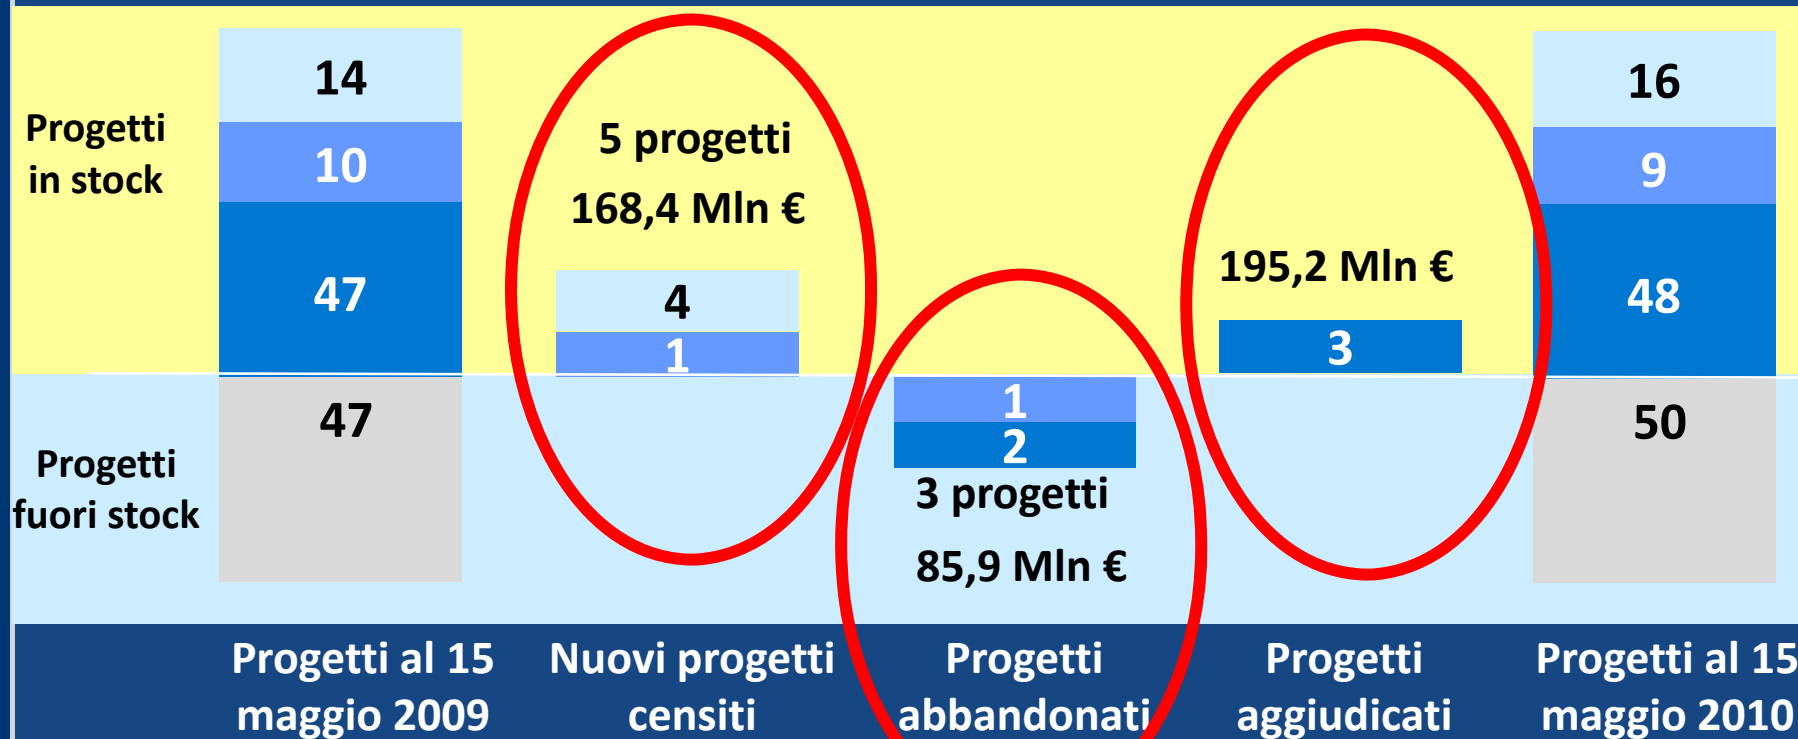 Progetti
in stock
14
10
47
5 progetti
168,4 Mln €
4
1
195,2 Mln €
3
16
9
48
Progetti
fuori stock
47
1
2
3 progetti
85,9 Mln €
50
Progetti al 15
maggio 2009
Nuovi progetti
censiti
Progetti
abbandonati
Progetti
aggiudicati
Progetti al 15
maggio 2010